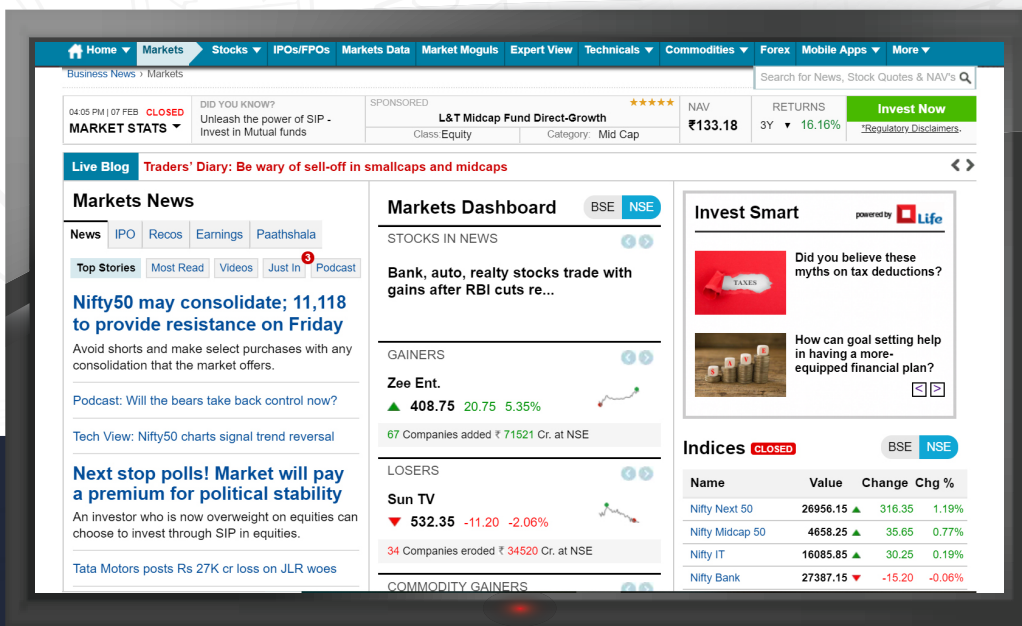 Home ▼ Markets Stocks ▼ IPOs/FPOs Markets Data Market Moguls Expert View Technicals ▼ Commodities ▼ Forex Mobile Apps ▼ More ▼
Business News › Markets
Search for News, Stock Quotes & NAV's
04:05 PM | 07 FEB CLOSED
MARKET STATS ▼
DID YOU KNOW?
Unleash the power of SIP -
Invest in Mutual funds
SPONSORED ★★★★★
L&T Midcap Fund Direct-Growth
Class:Equity Category: Mid Cap
NAV
₹133.18
RETURNS
3Y ▼ 16.16%
Invest Now
*Regulatory Disclaimers.
Live Blog Traders' Diary: Be wary of sell-off in smallcaps and midcaps
Markets News
News IPO Recos Earnings Paathshala
Top Stories Most Read Videos Just In 3 Podcast
Nifty50 may consolidate; 11,118
to provide resistance on Friday
Avoid shorts and make select purchases with any
consolidation that the market offers.
Podcast: Will the bears take back control now?
Tech View: Nifty50 charts signal trend reversal
Next stop polls! Market will pay
a premium for political stability
An investor who is now overweight on equities can
choose to invest through SIP in equities.
Tata Motors posts Rs 27K cr loss on JLR woes
Markets Dashboard BSE NSE
STOCKS IN NEWS
Bank, auto, realty stocks trade with
gains after RBI cuts re...
GAINERS
Zee Ent.
▲ 408.75 20.75 5.35%
67 Companies added ₹ 71521 Cr. at NSE
LOSERS
Sun TV
▼ 532.35 -11.20 -2.06%
34 Companies eroded ₹ 34520 Cr. at NSE
COMMODITY GAINERS
Invest Smart powered by Life
TAXES
Did you believe these
myths on tax deductions?
SAVE
How can goal setting help
in having a more-
equipped financial plan?
< >
Indices CLOSED BSE NSE
Name Value Change Chg %
Nifty Next 50 26956.15 ▲ 316.35 1.19%
Nifty Midcap 50 4658.25 ▲ 35.65 0.77%
Nifty IT 16085.85 ▲ 30.25 0.19%
Nifty Bank 27387.15 ▼ -15.20 -0.06%